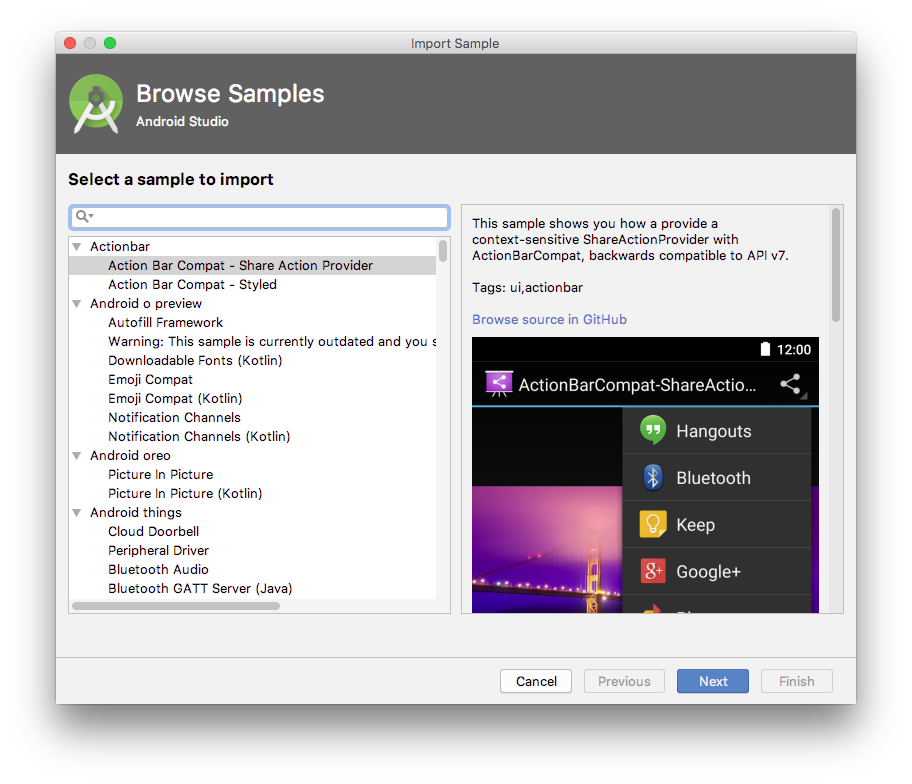 Import Sample
Browse Samples
Android Studio
Select a sample to import
Actionbar
Action Bar Compat - Share Action Provider
Action Bar Compat - Styled
Android o preview
Autofill Framework
Warning: This sample is currently outdated and you s
Downloadable Fonts (Kotlin)
Emoji Compat
Emoji Compat (Kotlin)
Notification Channels
Notification Channels (Kotlin)
Android oreo
Picture In Picture
Picture In Picture (Kotlin)
Android things
Cloud Doorbell
Peripheral Driver
Bluetooth Audio
Bluetooth GATT Server (Java)
This sample shows you how a provide a
context-sensitive ShareActionProvider with
ActionBarCompat, backwards compatible to API v7.
Tags: ui,actionbar
Browse source in GitHub
12:00
ActionBarCompat-ShareActio...
Hangouts
Bluetooth
Keep
Google+
Cancel
Previous
Next
Finish